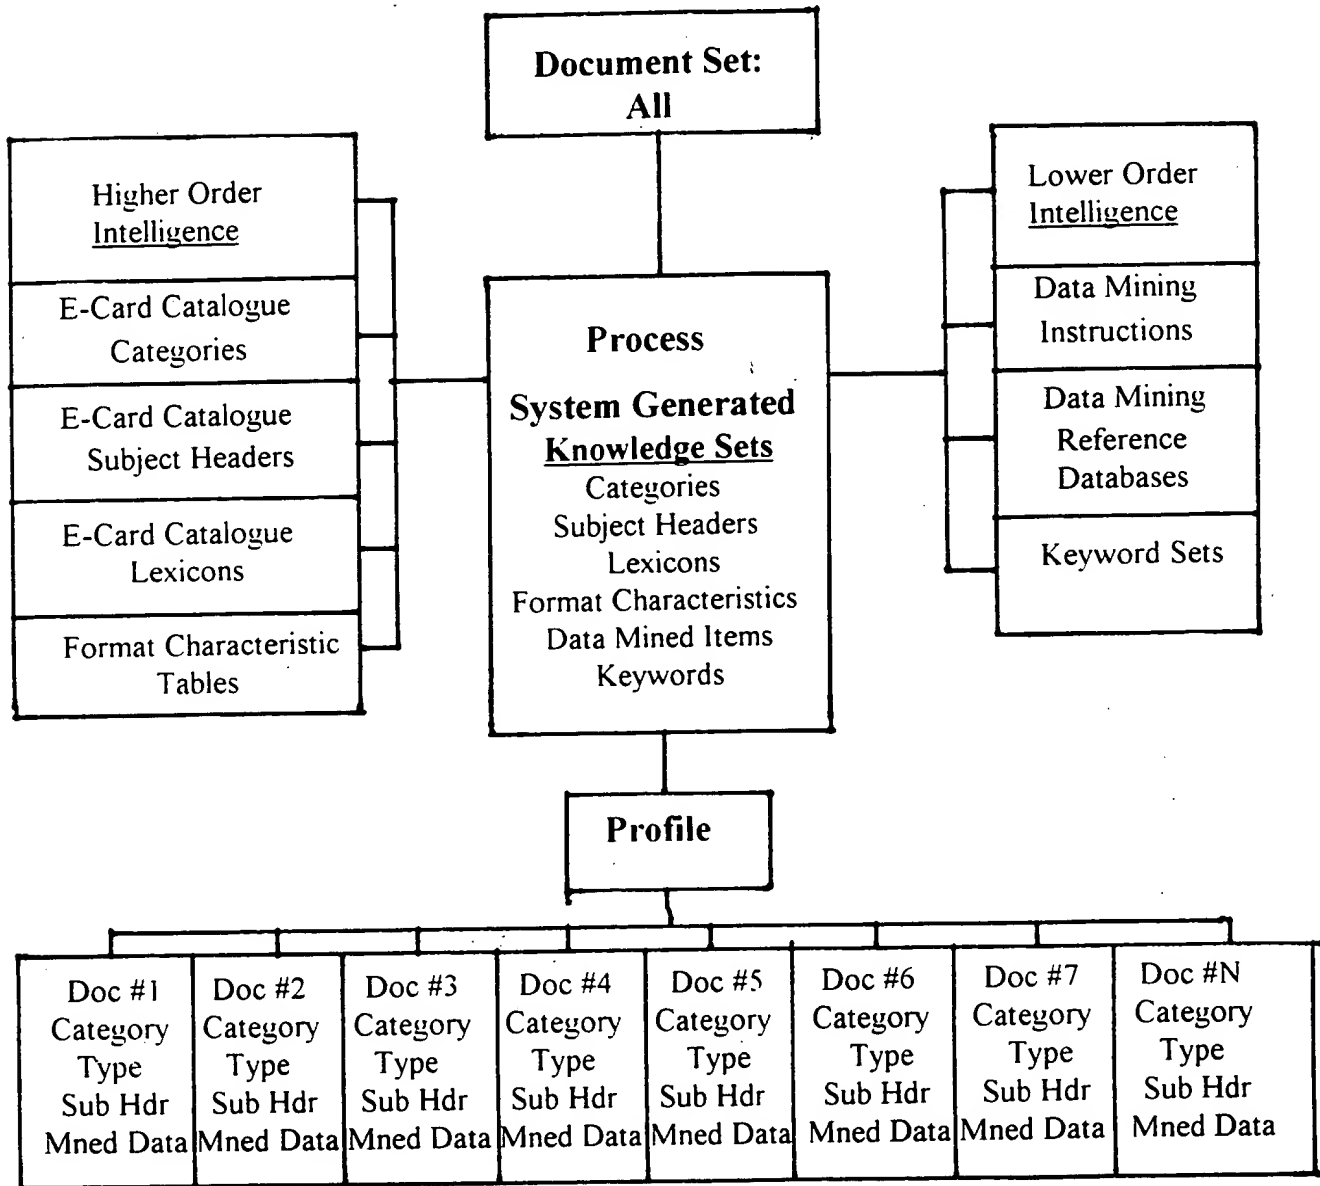 Document Set:
All
Higher Order
Intelligence
E-Card Catalogue
Categories
E-Card Catalogue
Subject Headers
E-Card Catalogue
Lexicons
Format Characteristic
Tables
Process
System Generated
Knowledge Sets
Categories
Subject Headers
Lexicons
Format Characteristics
Data Mined Items
Keywords
Lower Order
Intelligence
Data Mining
Instructions
Data Mining
Reference
Databases
Keyword Sets
Profile
Doc #1
Category
Type
Sub Hdr
Mned Data
Doc #2
Category
Type
Sub Hdr
Mned Data
Doc #3
Category
Type
Sub Hdr
Mned Data
Doc #4
Category
Type
Sub Hdr
Mned Data
Doc #5
Category
Type
Sub Hdr
Mned Data
Doc #6
Category
Type
Sub Hdr
Mned Data
Doc #7
Category
Type
Sub Hdr
Mned Data
Doc #N
Category
Type
Sub Hdr
Mned Data